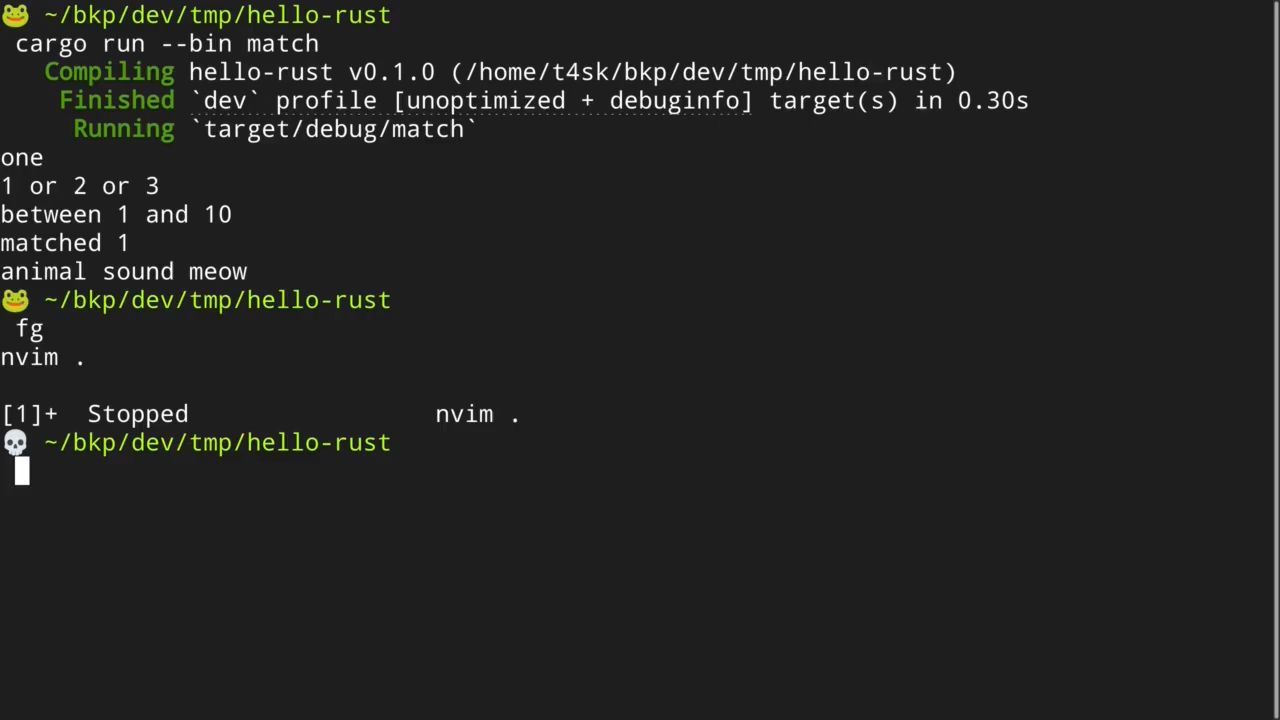 🐸 ~/bkp/dev/tmp/hello-rust
cargo run --bin match
Compiling hello-rust v0.1.0 (/home/t4sk/bkp/dev/tmp/hello-rust)
Finished `dev` profile [unoptimized + debuginfo] target(s) in 0.30s
Running `target/debug/match`
one
1 or 2 or 3
between 1 and 10
matched 1
animal sound meow
🐸 ~/bkp/dev/tmp/hello-rust
fg
nvim .
[1]+  Stopped                 nvim .
💀 ~/bkp/dev/tmp/hello-rust